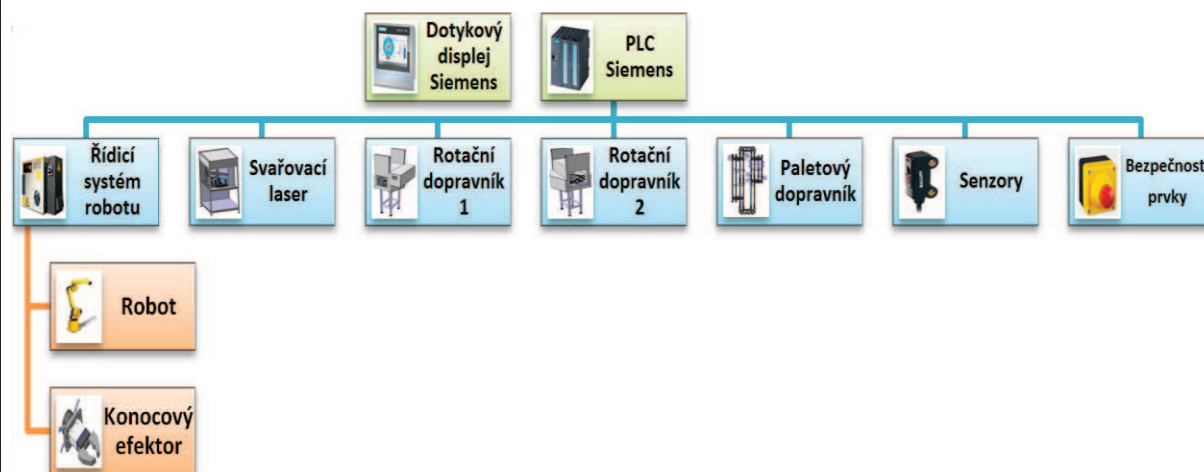 Dotykový
displej
Siemens
PLC
Siemens
Řídicí
systém
robotu
Svařovací
laser
Rotační
dopravník
1
Rotační
dopravník
2
Paletový
dopravník
Senzory
Bezpečnost
prvky
Robot
Konocový
efektor